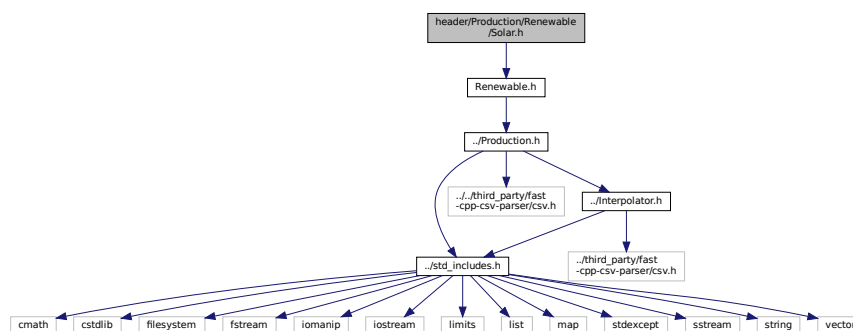 header/Production/Renewable
/Solar.h
Renewable.h
../Production.h
../../third_party/fast
-cpp-csv-parser/csv.h
../Interpolator.h
../std_includes.h
../third_party/fast
-cpp-csv-parser/csv.h
cmath
cstdlib
filesystem
fstream
iomanip
iostream
limits
list
map
stdexcept
sstream
string
vector